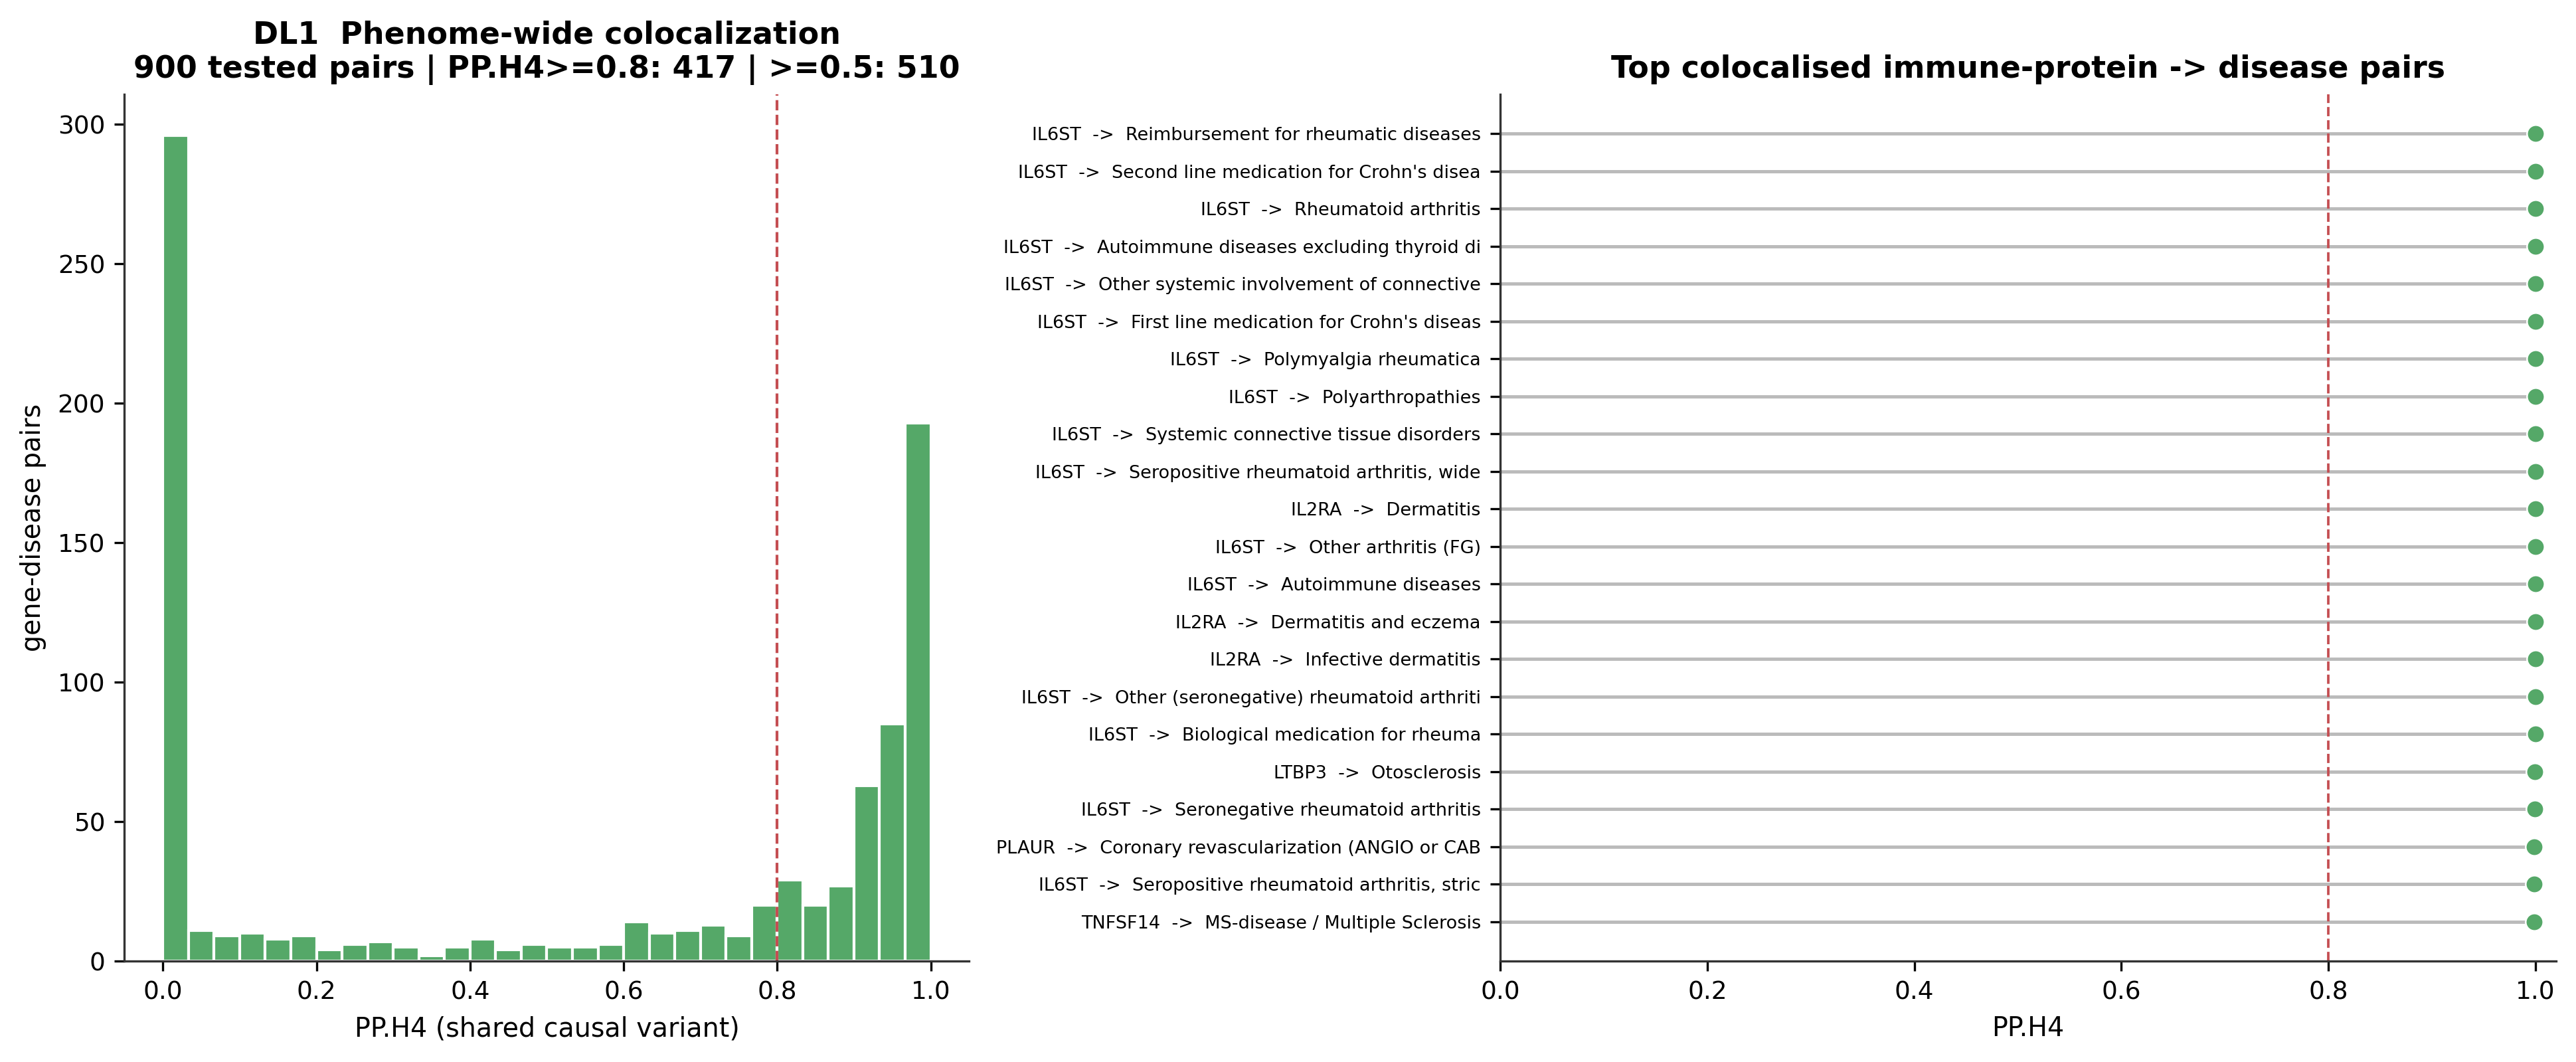 DL1  Phenome-wide colocalization
900 tested pairs | PP.H4>=0.8: 417 | >=0.5: 510
300
250
200
150
100
50
0
gene-disease pairs
0.0 0.2 0.4 0.6 0.8 1.0
PP.H4 (shared causal variant)
Top colocalised immune-protein -> disease pairs
IL6ST -> Reimbursement for rheumatic diseases
IL6ST -> Second line medication for Crohn's disea
IL6ST -> Rheumatoid arthritis
IL6ST -> Autoimmune diseases excluding thyroid di
IL6ST -> Other systemic involvement of connective
IL6ST -> First line medication for Crohn's diseas
IL6ST -> Polymyalgia rheumatica
IL6ST -> Polyarthropathies
IL6ST -> Systemic connective tissue disorders
IL6ST -> Seropositive rheumatoid arthritis, wide
IL2RA -> Dermatitis
IL6ST -> Other arthritis (FG)
IL6ST -> Autoimmune diseases
IL2RA -> Dermatitis and eczema
IL2RA -> Infective dermatitis
IL6ST -> Other (seronegative) rheumatoid arthriti
IL6ST -> Biological medication for rheuma
LTBP3 -> Otosclerosis
IL6ST -> Seronegative rheumatoid arthritis
PLAUR -> Coronary revascularization (ANGIO or CAB
IL6ST -> Seropositive rheumatoid arthritis, stric
TNFSF14 -> MS-disease / Multiple Sclerosis
0.0 0.2 0.4 0.6 0.8 1.0
PP.H4